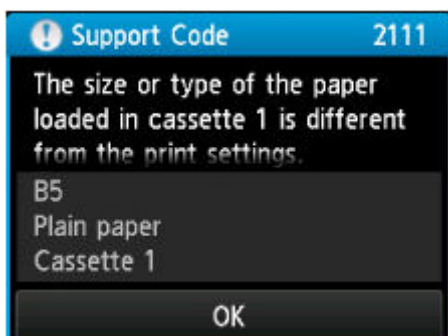 Support Code 2111
The size or type of the paper
loaded in cassette 1 is different
from the print settings.
B5
Plain paper
Cassette 1
OK